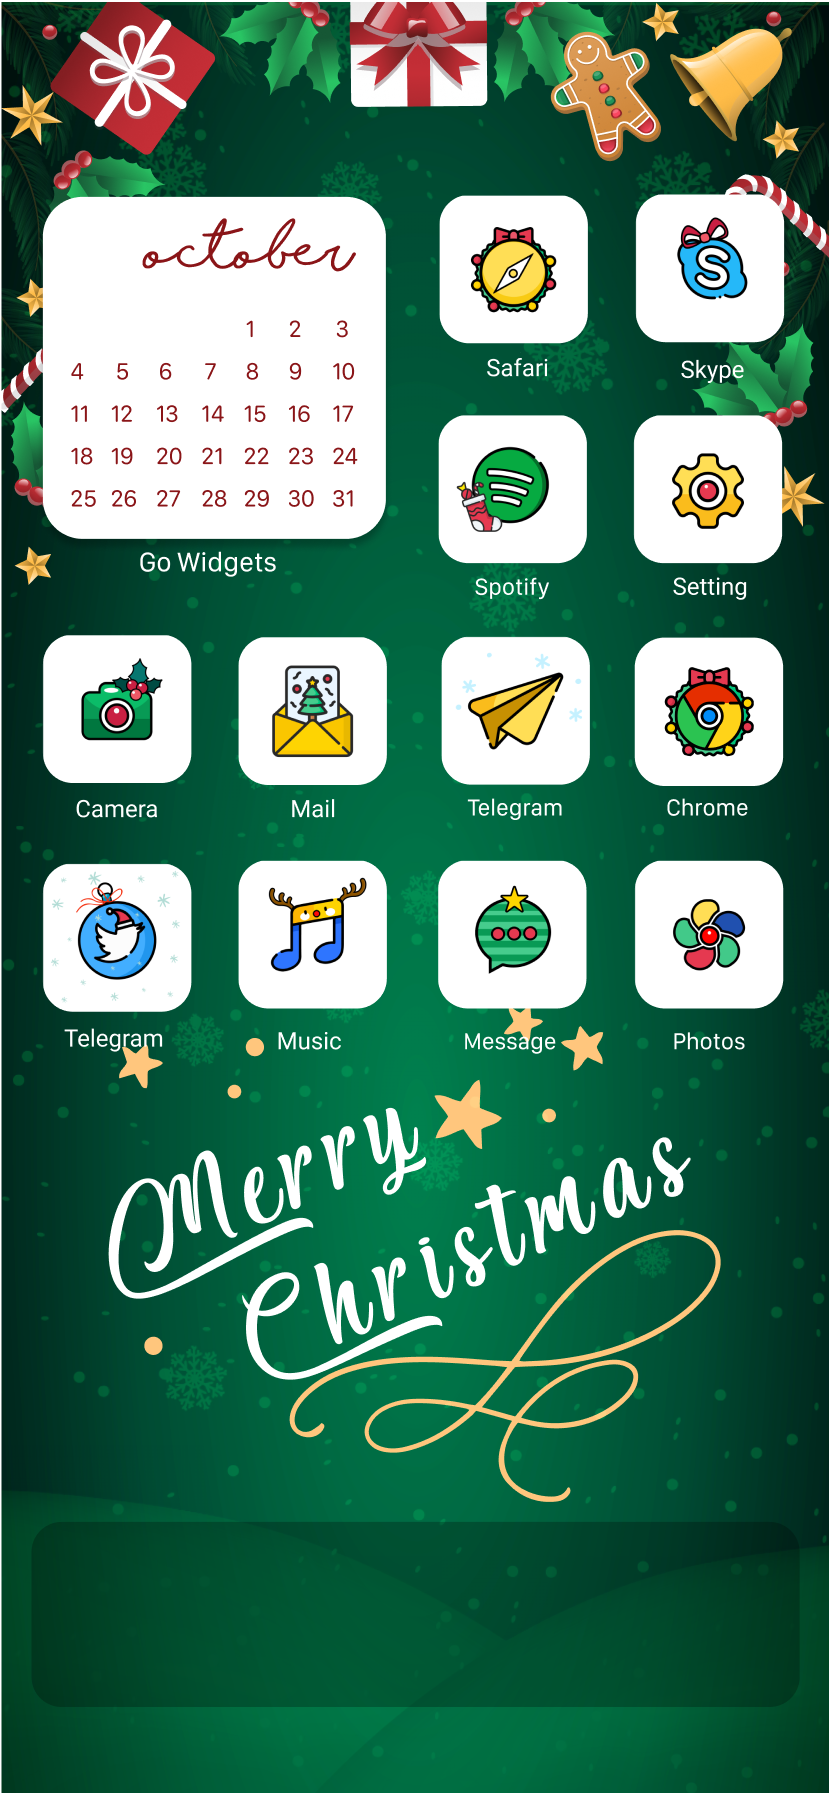 october
1 2 3
4 5 6 7 8 9 10
11 12 13 14 15 16 17
18 19 20 21 22 23 24
25 26 27 28 29 30 31
Go Widgets
S
Safari
Skype
Spotify
Setting
Camera
Mail
Telegram
Chrome
Telegram
Music
Message
Photos
Merry
Christmas